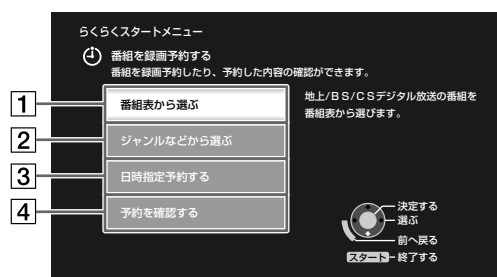 らくらくスタートメニュー
番組を録画予約する
番組を録画予約したり、予約した内容の確認ができます。
1
番組表から選ぶ
地上/BS/CSデジタル放送の番組を
番組表から選びます。
2
ジャンルなどから選ぶ
3
日時指定予約する
4
予約を確認する
決定する
選ぶ
前へ戻る
スタート 終了する